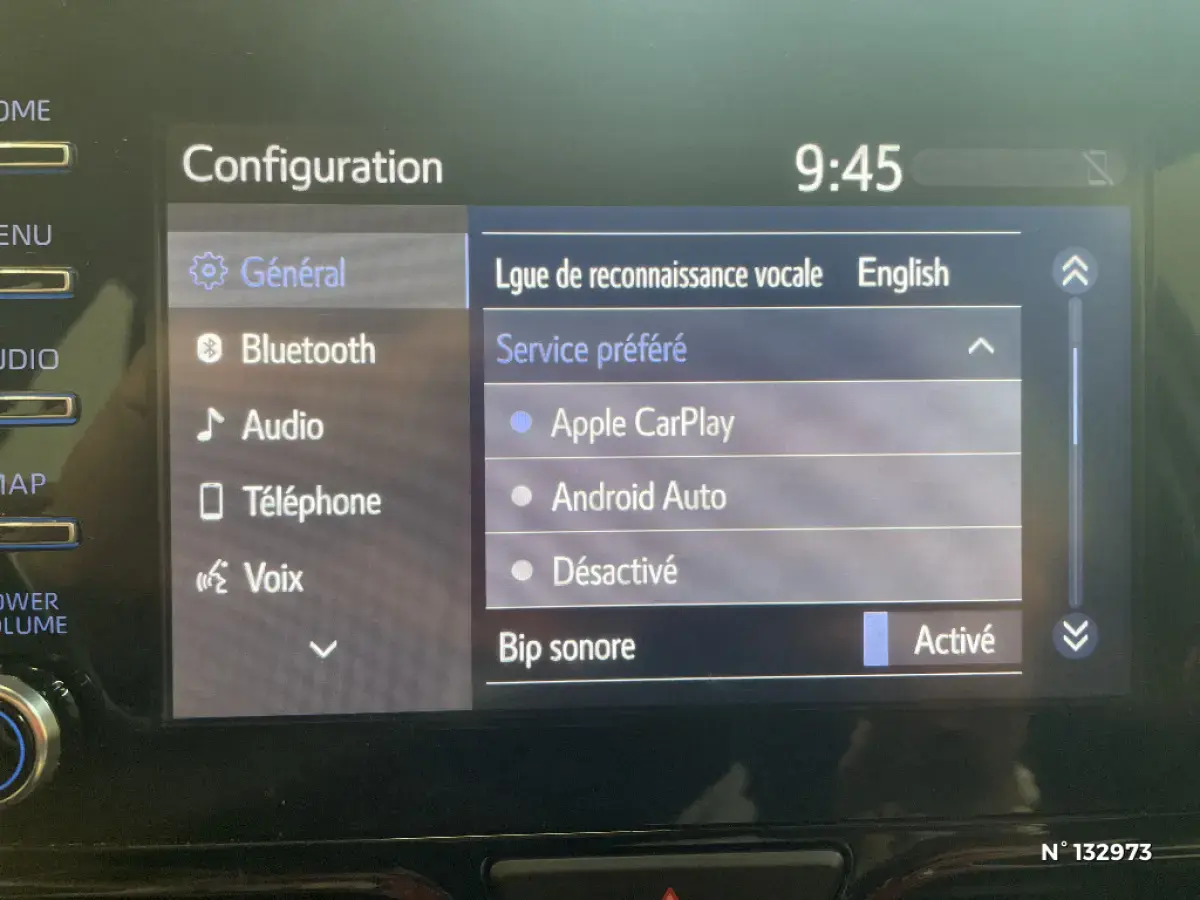 OME
ENU
UDIO
MAP
OWER
OLUME
Configuration
9:45
Général
Bluetooth
Audio
Téléphone
Voix
Lgue de reconnaissance vocale English
Service préféré
Apple CarPlay
Android Auto
Désactivé
Bip sonore Activé
N° 132973